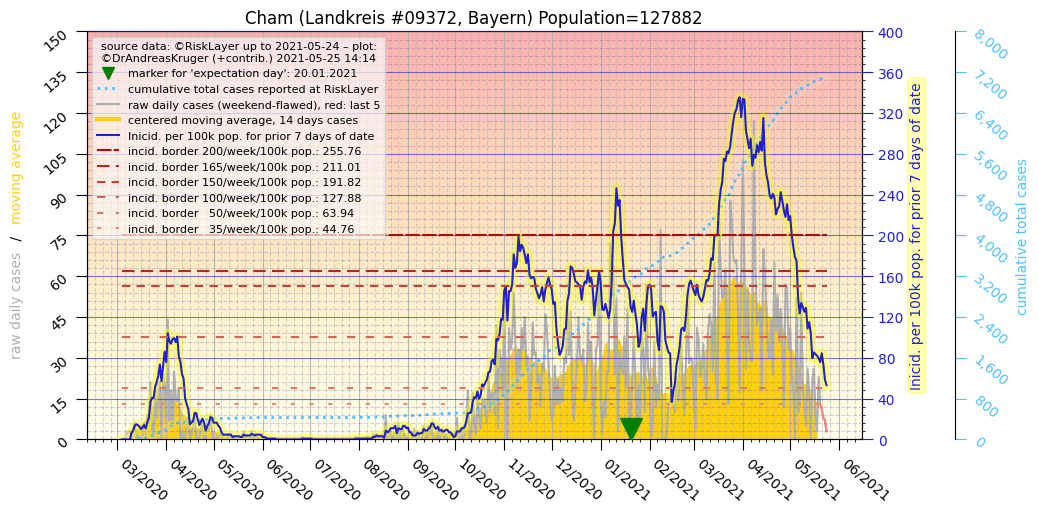 Cham (Landkreis #09372, Bayern) Population=127882
source data: ©RiskLayer up to 2021-05-24 – plot:
©DrAndreasKruger (+contrib.) 2021-05-25 14:14
marker for 'expectation day': 20.01.2021
cumulative total cases reported at RiskLayer
raw daily cases (weekend-flawed), red: last 5
centered moving average, 14 days cases
Inicid. per 100k pop. for prior 7 days of date
incid. border 200/week/100k pop.: 255.76
incid. border 165/week/100k pop.: 211.01
incid. border 150/week/100k pop.: 191.82
incid. border 100/week/100k pop.: 127.88
incid. border   50/week/100k pop.: 63.94
incid. border   35/week/100k pop.: 44.76
raw daily cases / moving average
150
135
120
105
90
75
60
45
30
15
0
03/2020
04/2020
05/2020
06/2020
07/2020
08/2020
09/2020
10/2020
11/2020
12/2020
01/2021
02/2021
03/2021
04/2021
05/2021
06/2021
400
360
320
280
240
200
160
120
80
40
0
Inicid. per 100k pop. for prior 7 days of date
8,000
7,200
6,400
5,600
4,800
4,000
3,200
2,400
1,600
800
0
cumulative total cases